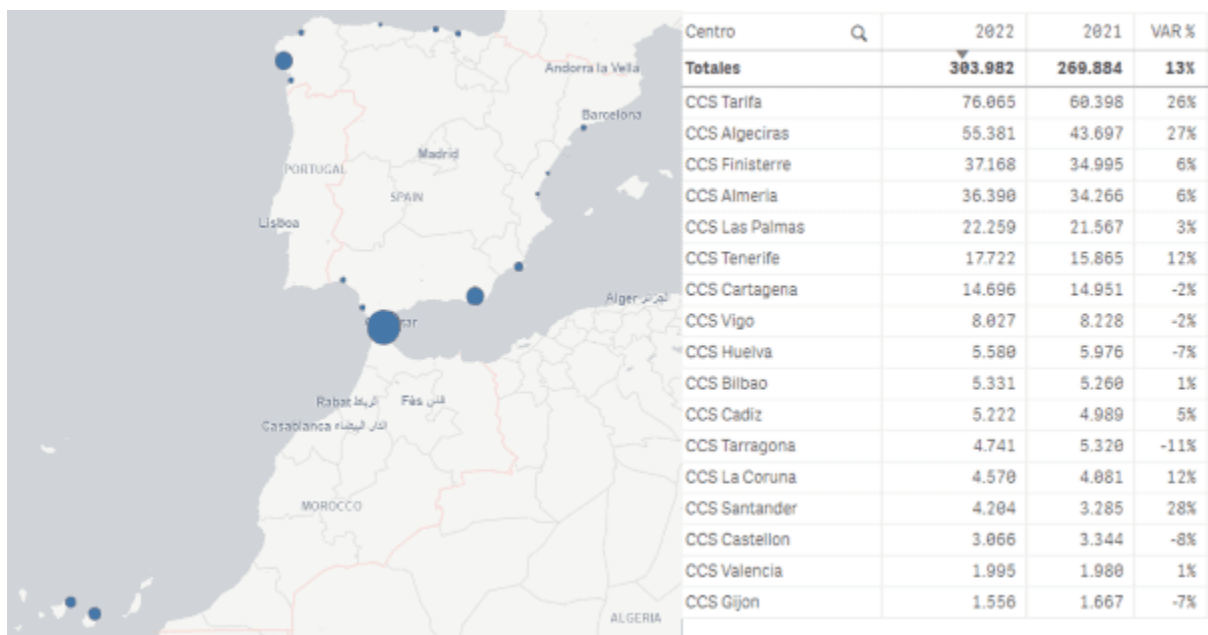 Andorra la Vella
Barcelona
Madrid
PORTUGAL
SPAIN
Lisboa
Alger الجزائر
Rabat الرباط
Fès فاس
Casablanca الدار البيضاء
MOROCCO
ALGERIA
Centro 2022 2021 VAR %
Totales 303.982 269.884 13%
CCS Tarifa 76.065 60.398 26%
CCS Algeciras 55.381 43.697 27%
CCS Finisterre 37.168 34.995 6%
CCS Almeria 36.390 34.266 6%
CCS Las Palmas 22.259 21.567 3%
CCS Tenerife 17.722 15.865 12%
CCS Cartagena 14.696 14.951 -2%
CCS Vigo 8.027 8.228 -2%
CCS Huelva 5.580 5.976 -7%
CCS Bilbao 5.331 5.260 1%
CCS Cadiz 5.222 4.989 5%
CCS Tarragona 4.741 5.320 -11%
CCS La Coruna 4.570 4.081 12%
CCS Santander 4.204 3.285 28%
CCS Castellon 3.066 3.344 -8%
CCS Valencia 1.995 1.980 1%
CCS Gijon 1.556 1.667 -7%